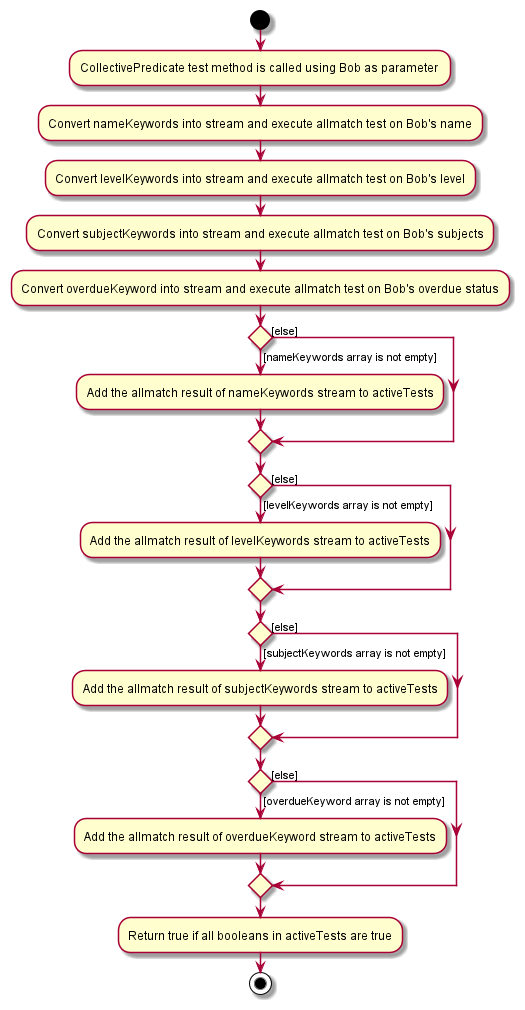 CollectivePredicate test method is called using Bob as parameter
Convert nameKeywords into stream and execute allmatch test on Bob's name
Convert levelKeywords into stream and execute allmatch test on Bob's level
Convert subjectKeywords into stream and execute allmatch test on Bob's subjects
Convert overdueKeyword into stream and execute allmatch test on Bob's overdue status
[else]
[nameKeywords array is not empty]
Add the allmatch result of nameKeywords stream to activeTests
[else]
[levelKeywords array is not empty]
Add the allmatch result of levelKeywords stream to activeTests
[else]
[subjectKeywords array is not empty]
Add the allmatch result of subjectKeywords stream to activeTests
[else]
[overdueKeyword array is not empty]
Add the allmatch result of overdueKeyword stream to activeTests
Return true if all booleans in activeTests are true